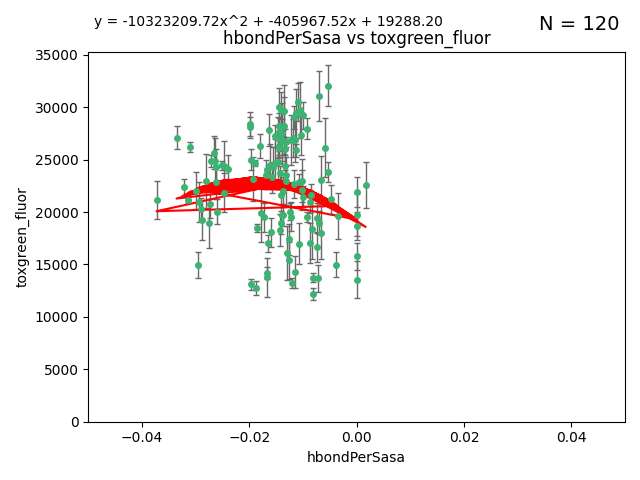 y = -10323209.72x^2 + -405967.52x + 19288.20
N = 120
hbondPerSasa vs toxgreen_fluor
35000
30000
25000
20000
15000
10000
5000
0
toxgreen_fluor
−0.04
−0.02
0.00
0.02
0.04
hbondPerSasa